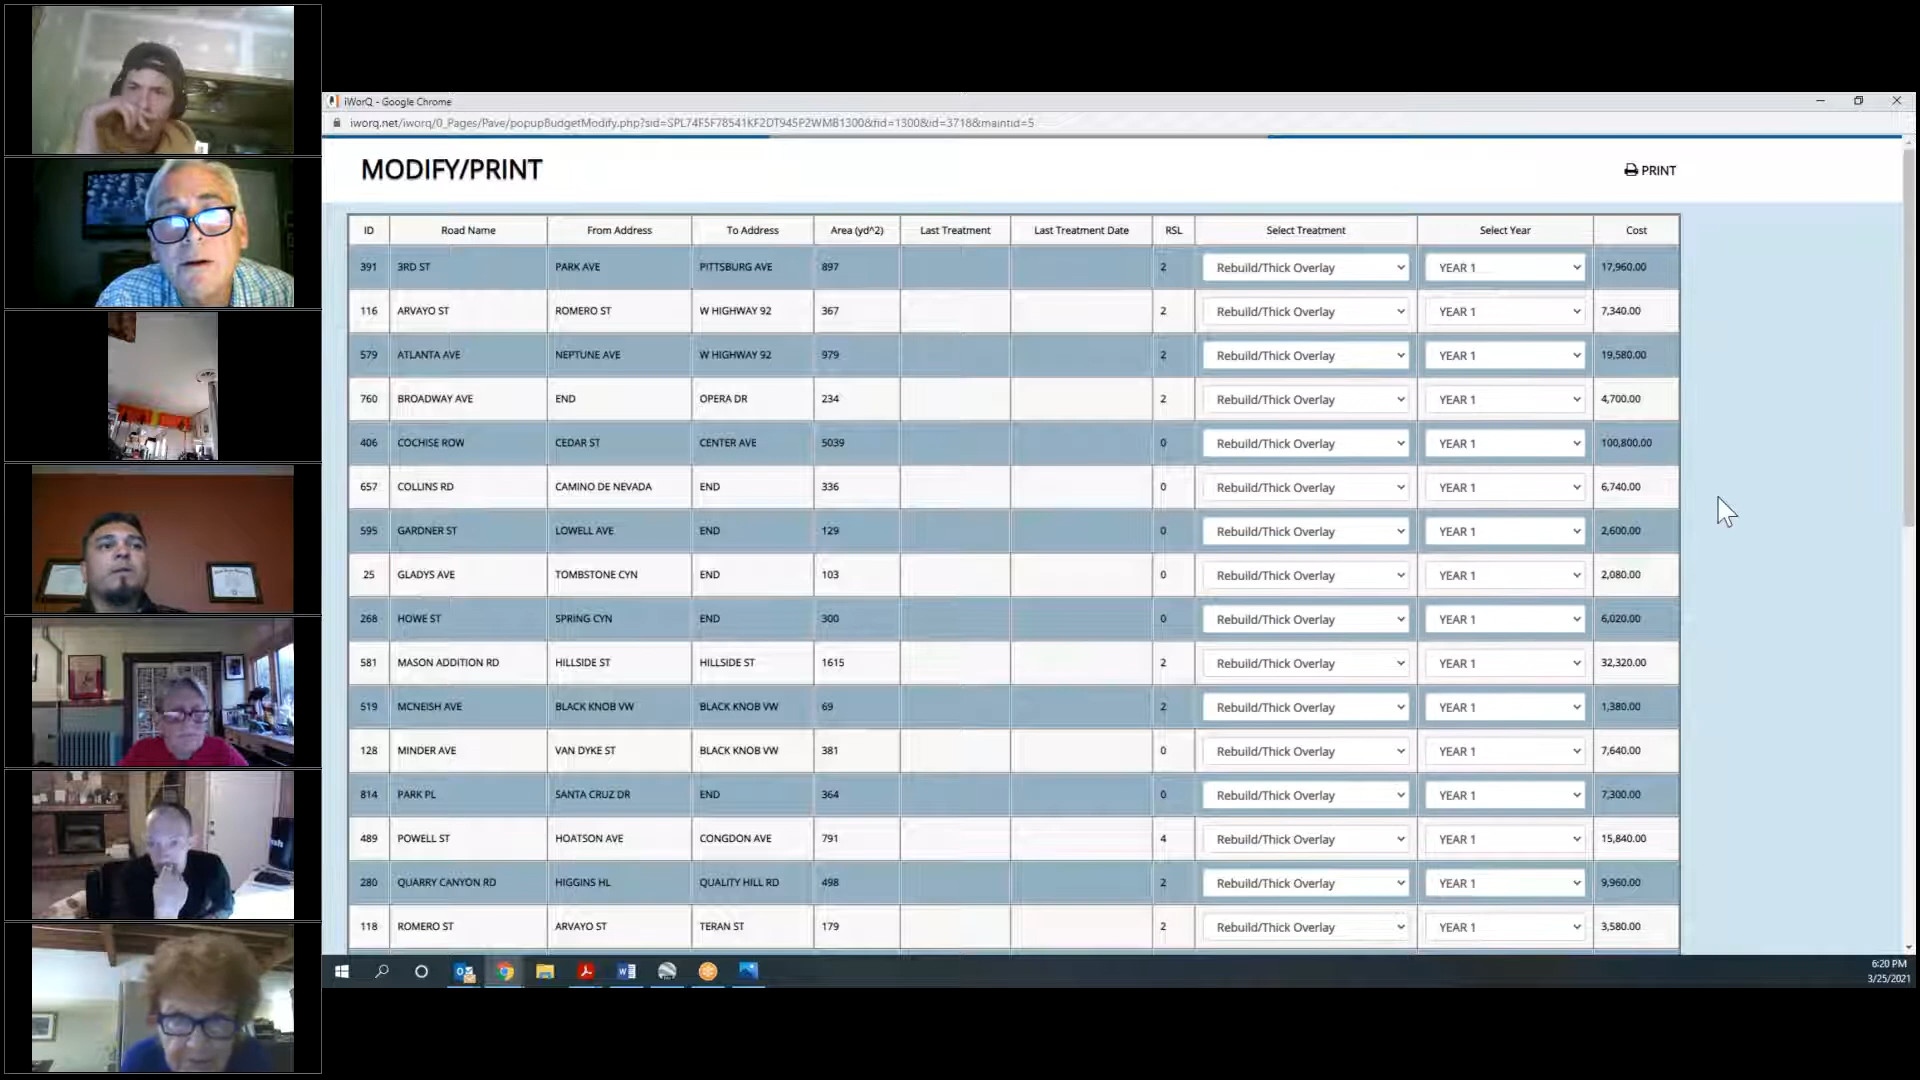 iWorQ - Google Chrome
iworq.net/iworq/0_Pages/Pave/popupBudgetModify.php?sid=SPL74F5F78541KF2DT945P2WMB1300&fid=1300&id=3718&maintid=5
MODIFY/PRINT
PRINT
ID Road Name From Address To Address Area (yd^2) Last Treatment Last Treatment Date RSL Select Treatment Select Year Cost
391 3RD ST PARK AVE PITTSBURG AVE 897 2 Rebuild/Thick Overlay YEAR 1 17,960.00
116 ARVAYO ST ROMERO ST W HIGHWAY 92 367 2 Rebuild/Thick Overlay YEAR 1 7,340.00
579 ATLANTA AVE NEPTUNE AVE W HIGHWAY 92 979 2 Rebuild/Thick Overlay YEAR 1 19,580.00
760 BROADWAY AVE END OPERA DR 234 2 Rebuild/Thick Overlay YEAR 1 4,700.00
406 COCHISE ROW CEDAR ST CENTER AVE 5039 0 Rebuild/Thick Overlay YEAR 1 100,800.00
657 COLLINS RD CAMINO DE NEVADA END 336 0 Rebuild/Thick Overlay YEAR 1 6,740.00
595 GARDNER ST LOWELL AVE END 129 0 Rebuild/Thick Overlay YEAR 1 2,600.00
25 GLADYS AVE TOMBSTONE CYN END 103 0 Rebuild/Thick Overlay YEAR 1 2,080.00
268 HOWE ST SPRING CYN END 300 0 Rebuild/Thick Overlay YEAR 1 6,020.00
581 MASON ADDITION RD HILLSIDE ST HILLSIDE ST 1615 2 Rebuild/Thick Overlay YEAR 1 32,320.00
519 MCNEISH AVE BLACK KNOB VW BLACK KNOB VW 69 2 Rebuild/Thick Overlay YEAR 1 1,380.00
128 MINDER AVE VAN DYKE ST BLACK KNOB VW 381 0 Rebuild/Thick Overlay YEAR 1 7,640.00
814 PARK PL SANTA CRUZ DR END 364 0 Rebuild/Thick Overlay YEAR 1 7,300.00
489 POWELL ST HOATSON AVE CONGDON AVE 791 4 Rebuild/Thick Overlay YEAR 1 15,840.00
280 QUARRY CANYON RD HIGGINS HL QUALITY HILL RD 498 2 Rebuild/Thick Overlay YEAR 1 9,960.00
118 ROMERO ST ARVAYO ST TERAN ST 179 2 Rebuild/Thick Overlay YEAR 1 3,580.00
6:20 PM
3/25/2021